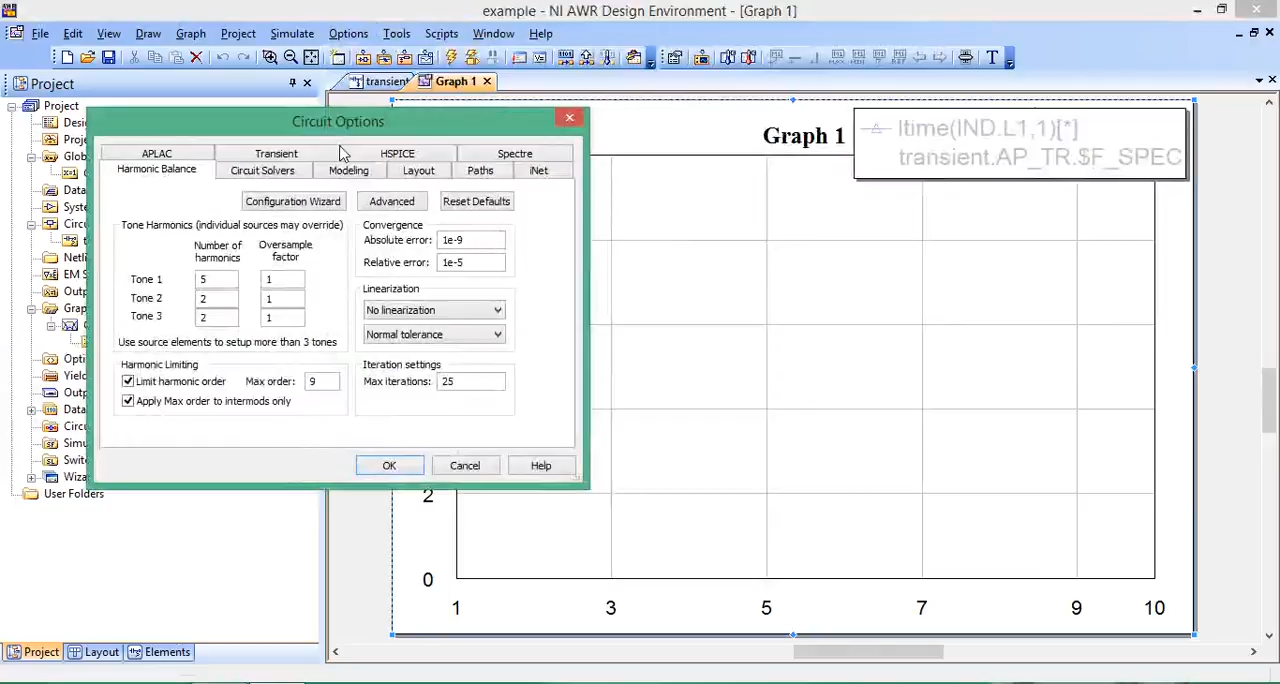 example - NI AWR Design Environment - [Graph 1]
File Edit View Draw Graph Project Simulate Options Tools Scripts Window Help
Project
transient Graph 1
Project
Graph 1
Itime(IND.L1,1)[*]
transient.AP_TR.$F_SPEC
Circuit Options
APLAC Transient HSPICE Spectre
Harmonic Balance Circuit Solvers Modeling Layout Paths iNet
Configuration Wizard Advanced Reset Defaults
Tone Harmonics (individual sources may override)
Number of harmonics
Oversample factor
Tone 1 5 1
Tone 2 2 1
Tone 3 2 1
Use source elements to setup more than 3 tones
Harmonic Limiting
Limit harmonic order Max order: 9
Apply Max order to intermods only
Convergence
Absolute error: 1e-9
Relative error: 1e-5
Linearization
No linearization
Normal tolerance
Iteration settings
Max iterations: 25
OK Cancel Help
User Folders
2
0
1 3 5 7 9 10
Project Layout Elements